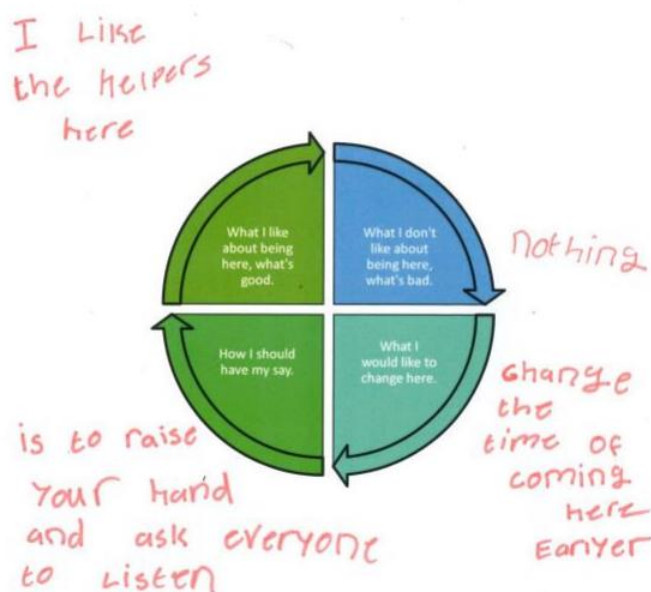 I Like
the Helpers
here
What I like
about being
here, what's
good.
What I don't
like about
being here,
what's bad.
nothing
How I should
have my say.
What I
would like to
change here.
is to raise
Your hand
and ask everyone
to Listen
change
the
time of
coming
here
Eanyer